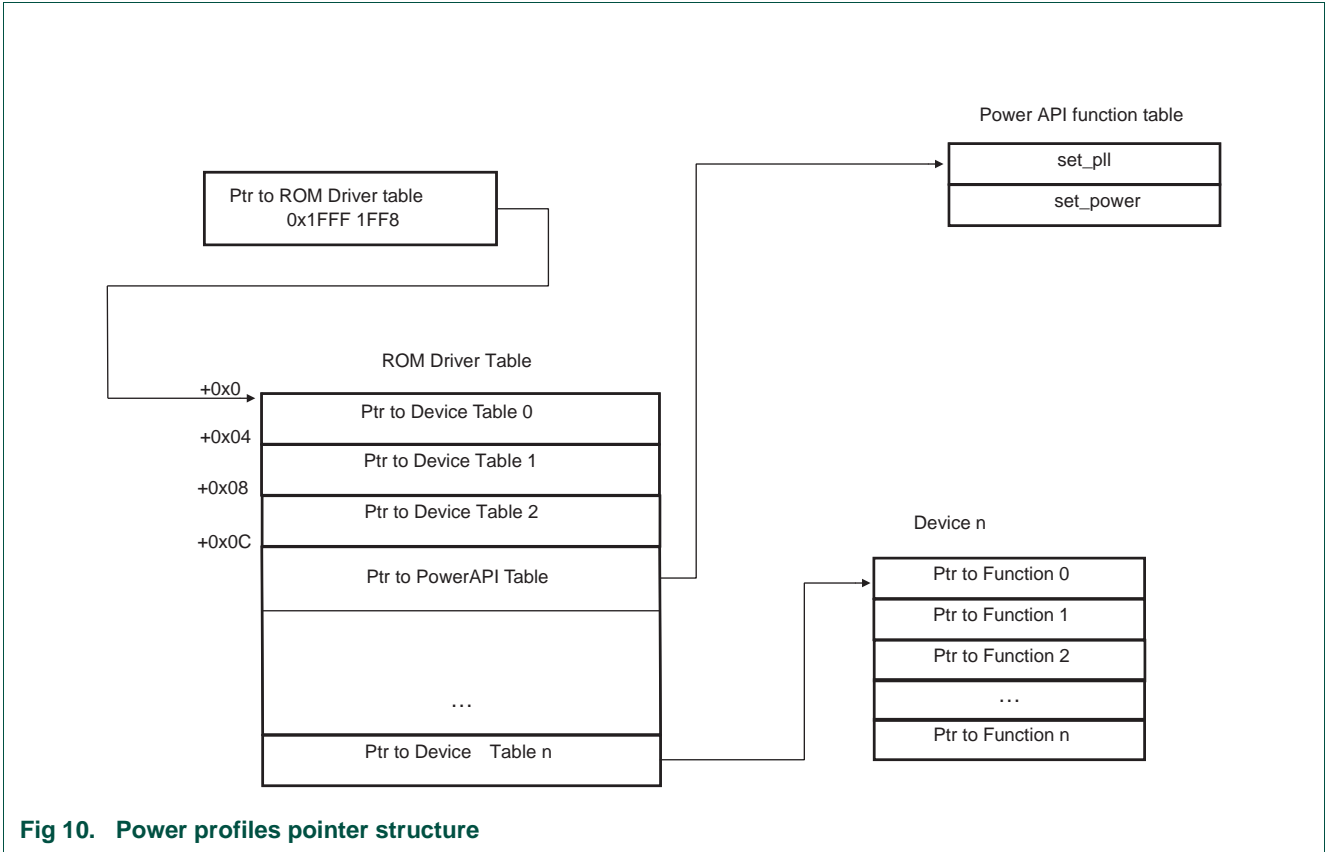 Power API function table
set_pll
set_power
Ptr to ROM Driver table
0x1FFF 1FF8
ROM Driver Table
+0x0
Ptr to Device Table 0
+0x04
Ptr to Device Table 1
+0x08
Ptr to Device Table 2
+0x0C
Ptr to PowerAPI Table
…
Ptr to Device Table n
Device n
Ptr to Function 0
Ptr to Function 1
Ptr to Function 2
…
Ptr to Function n
Fig 10. Power profiles pointer structure